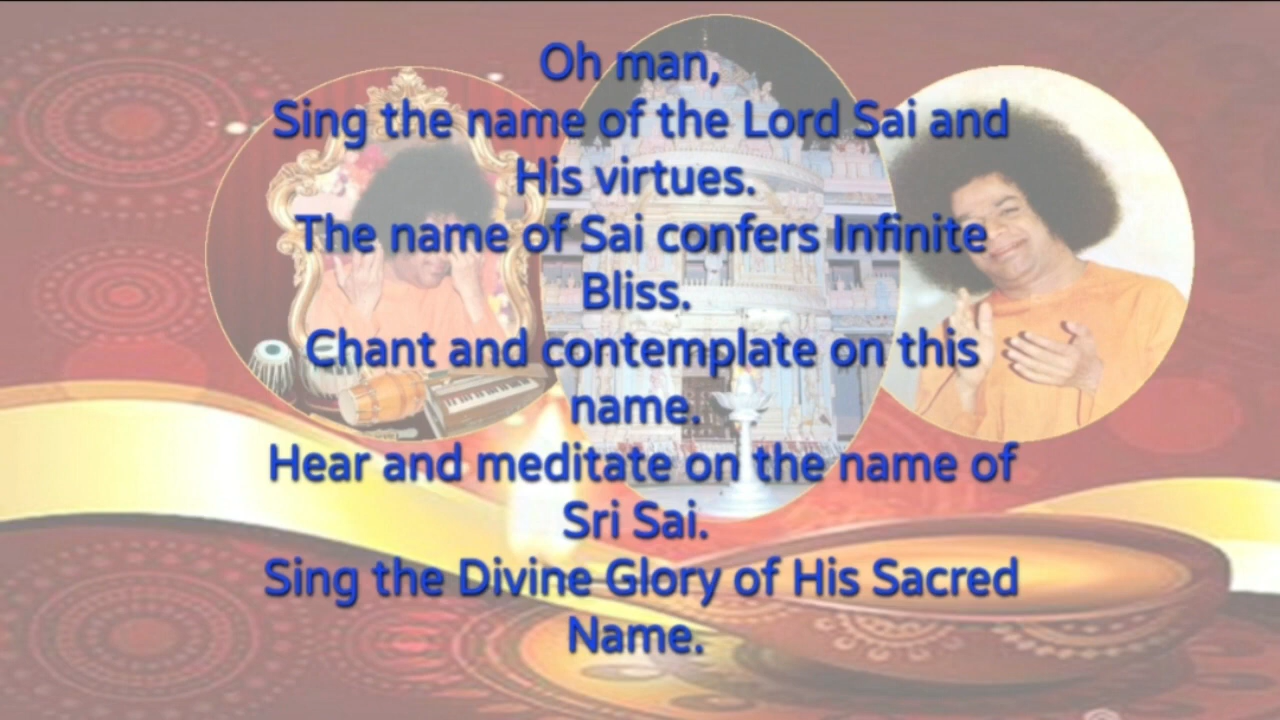 Oh man,
Sing the name of the Lord Sai and
His virtues.
The name of Sai confers Infinite
Bliss.
Chant and contemplate on this
name.
Hear and meditate on the name of
Sri Sai.
Sing the Divine Glory of His Sacred
Name.